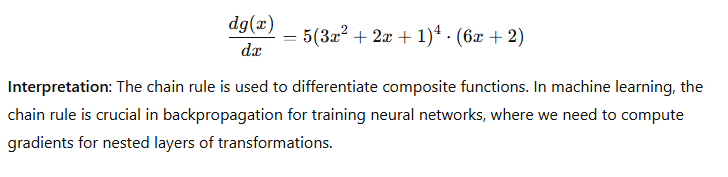 dg(x)/dx = 5(3x² + 2x + 1)⁴ · (6x + 2)
Interpretation: The chain rule is used to differentiate composite functions. In machine learning, the
chain rule is crucial in backpropagation for training neural networks, where we need to compute
gradients for nested layers of transformations.